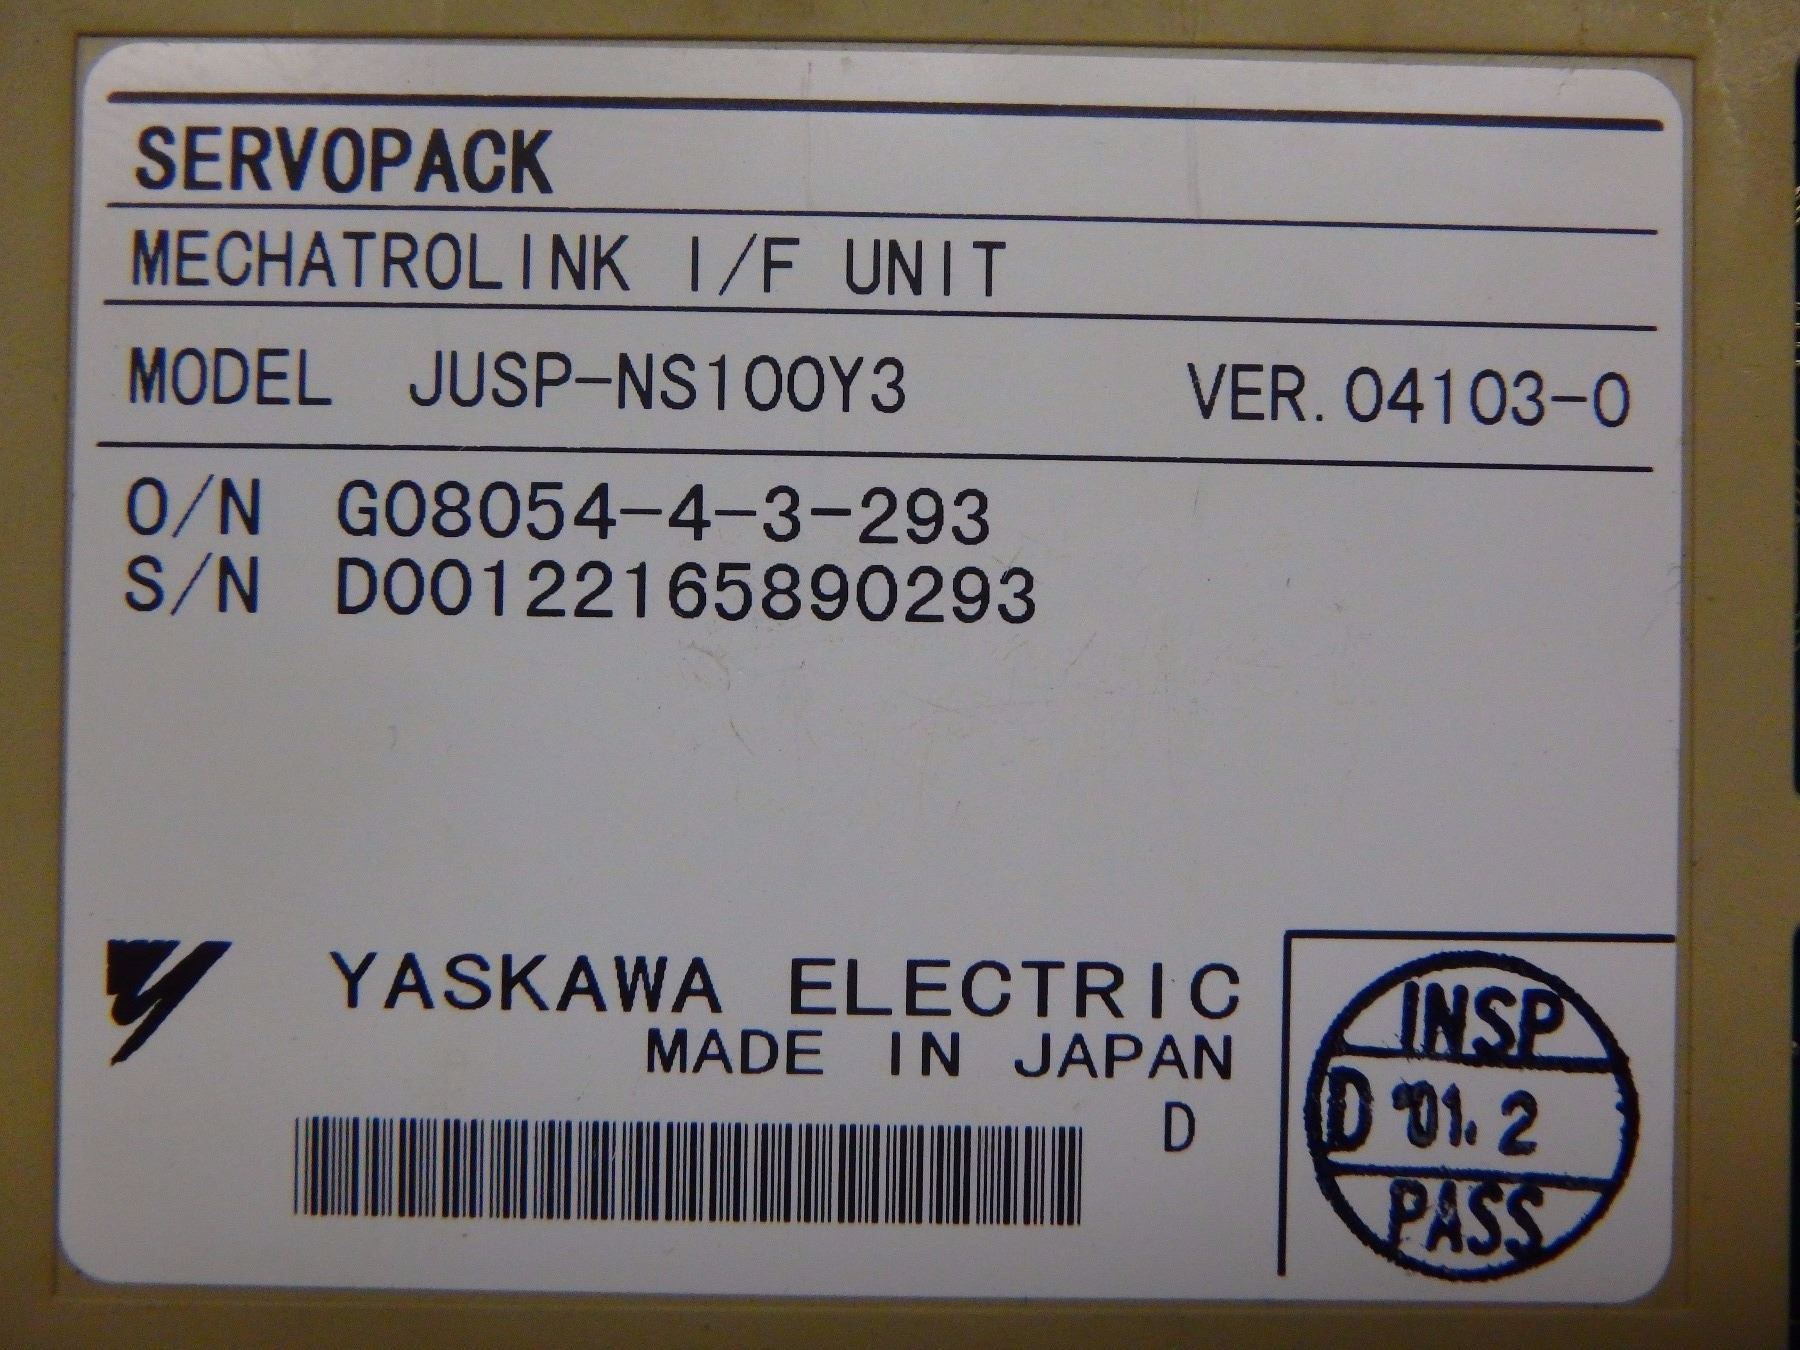 SERVOPACK
MECHATROLINK I/F UNIT
MODEL JUSP-NS100Y3 VER. 04103-0
O/N G08054-4-3-293
S/N D00122165890293
YASKAWA ELECTRIC
MADE IN JAPAN
D
INSP
D '01. 2
PASS